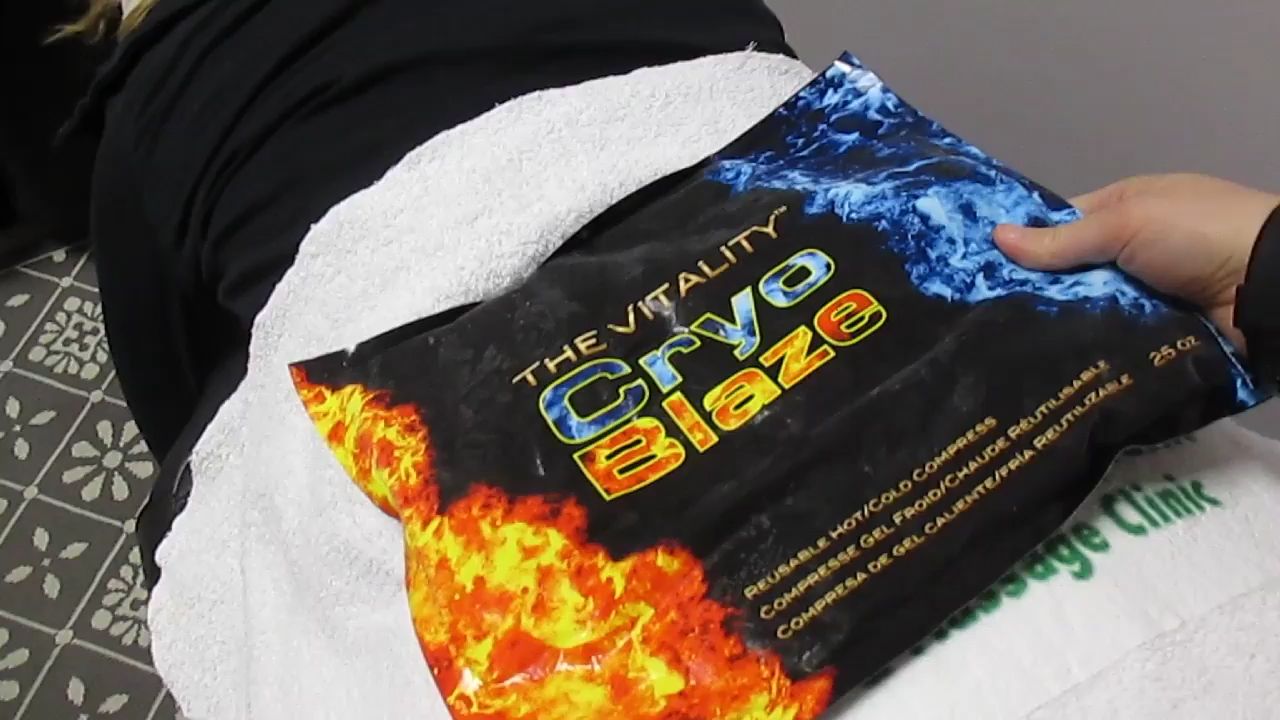 THE VITALITY™
Cryo
Blaze
25 OZ
REUSABLE HOT/COLD COMPRESS
COMPRESSE GEL FROID/CHAUDE RÉUTILISABLE
COMPRESA DE GEL CALIENTE/FRÍA REUTILIZABLE
Massage Clinic